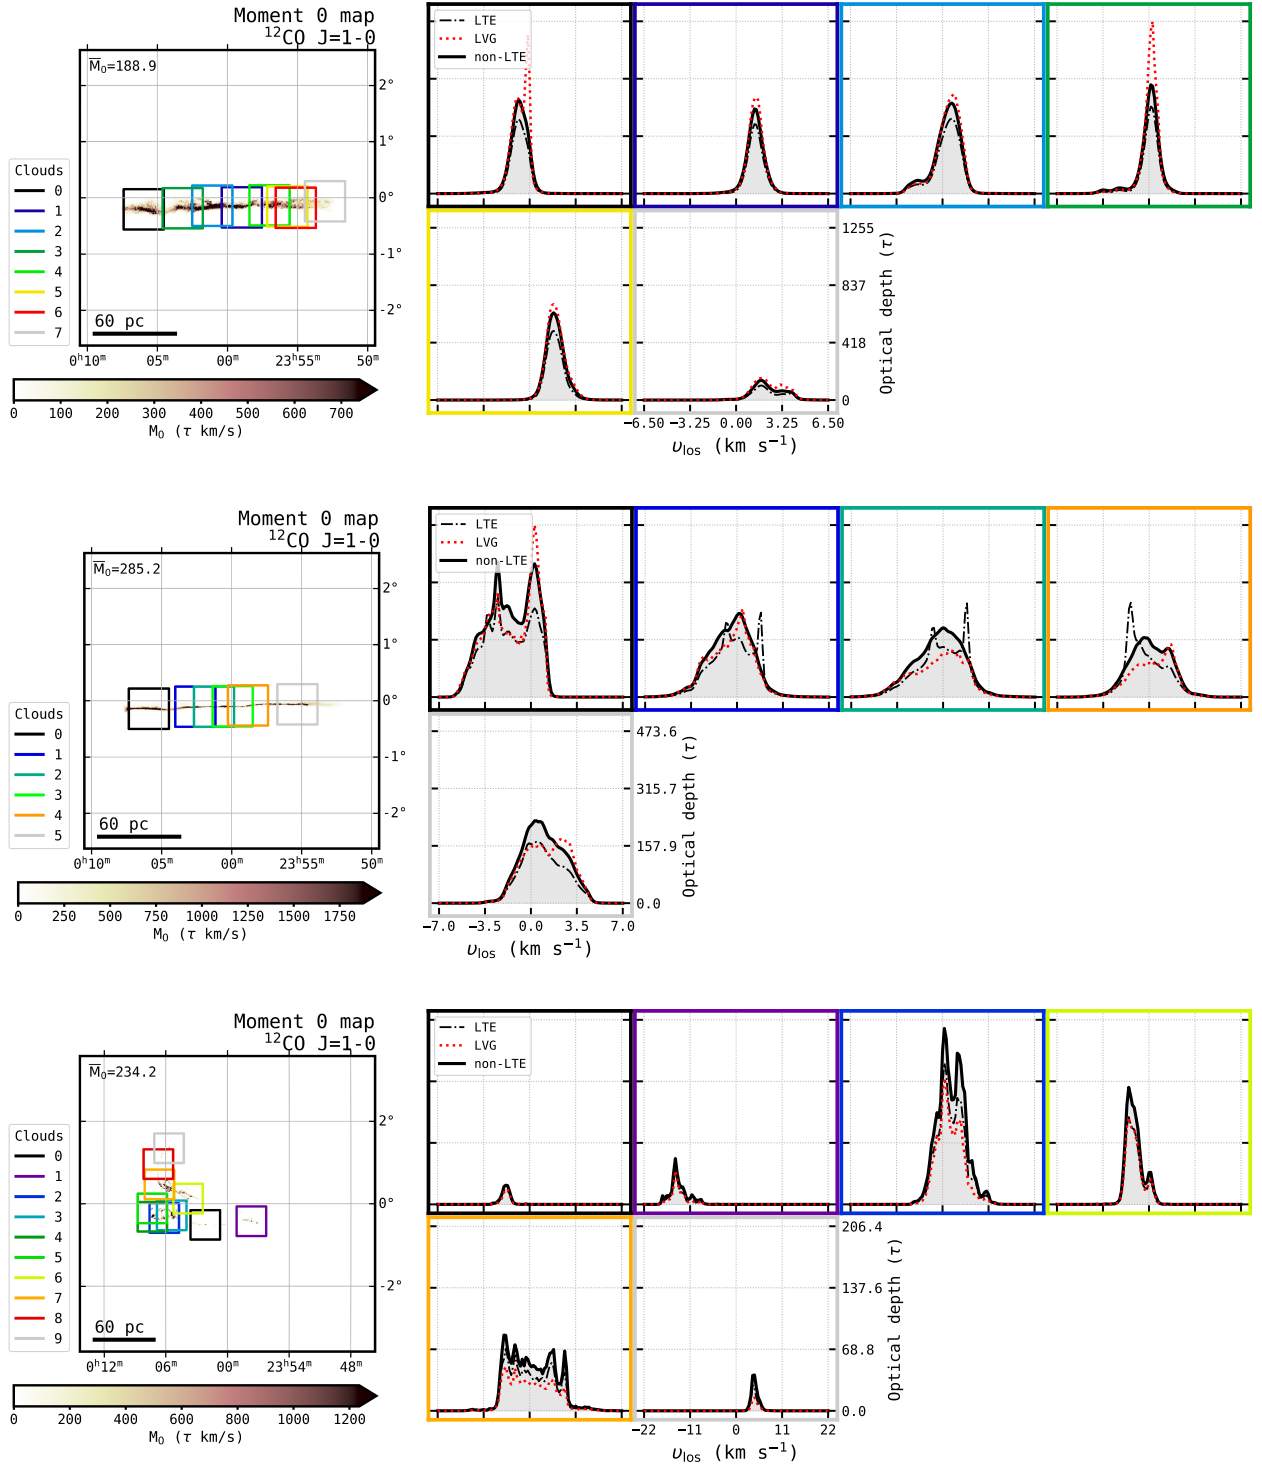 Moment 0 map
¹²CO J=1-0
M̅₀=188.9
2°
1°
0°
-1°
-2°
Clouds
0
1
2
3
4
5
6
7
60 pc
0ʰ10ᵐ 05ᵐ 00ᵐ 23ʰ55ᵐ 50ᵐ
0 100 200 300 400 500 600 700
M₀ (τ km/s)
LTE
LVG
non-LTE
1255
837
418
0
Optical depth (τ)
−6.50 −3.25 0.00 3.25 6.50
υₗₒₛ (km s⁻¹)
Moment 0 map
¹²CO J=1-0
M̅₀=285.2
2°
1°
0°
-1°
-2°
Clouds
0
1
2
3
4
5
60 pc
0ʰ10ᵐ 05ᵐ 00ᵐ 23ʰ55ᵐ 50ᵐ
0 250 500 750 1000 1250 1500 1750
M₀ (τ km/s)
LTE
LVG
non-LTE
473.6
315.7
157.9
0.0
Optical depth (τ)
−7.0 −3.5 0.0 3.5 7.0
υₗₒₛ (km s⁻¹)
Moment 0 map
¹²CO J=1-0
M̅₀=234.2
2°
0°
-2°
Clouds
0
1
2
3
4
5
6
7
8
9
60 pc
0ʰ12ᵐ 06ᵐ 00ᵐ 23ʰ54ᵐ 48ᵐ
0 200 400 600 800 1000 1200
M₀ (τ km/s)
LTE
LVG
non-LTE
206.4
137.6
68.8
0.0
Optical depth (τ)
−22 −11 0 11 22
υₗₒₛ (km s⁻¹)